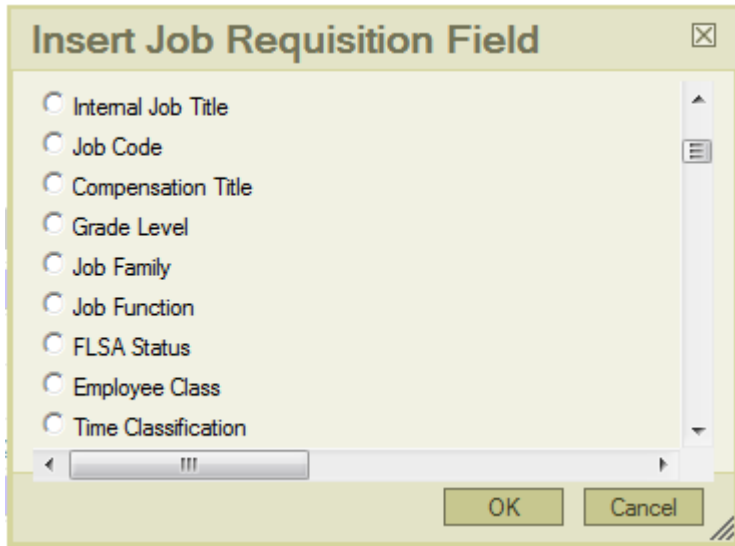 Insert Job Requisition Field
Internal Job Title
Job Code
Compensation Title
Grade Level
Job Family
Job Function
FLSA Status
Employee Class
Time Classification
OK
Cancel